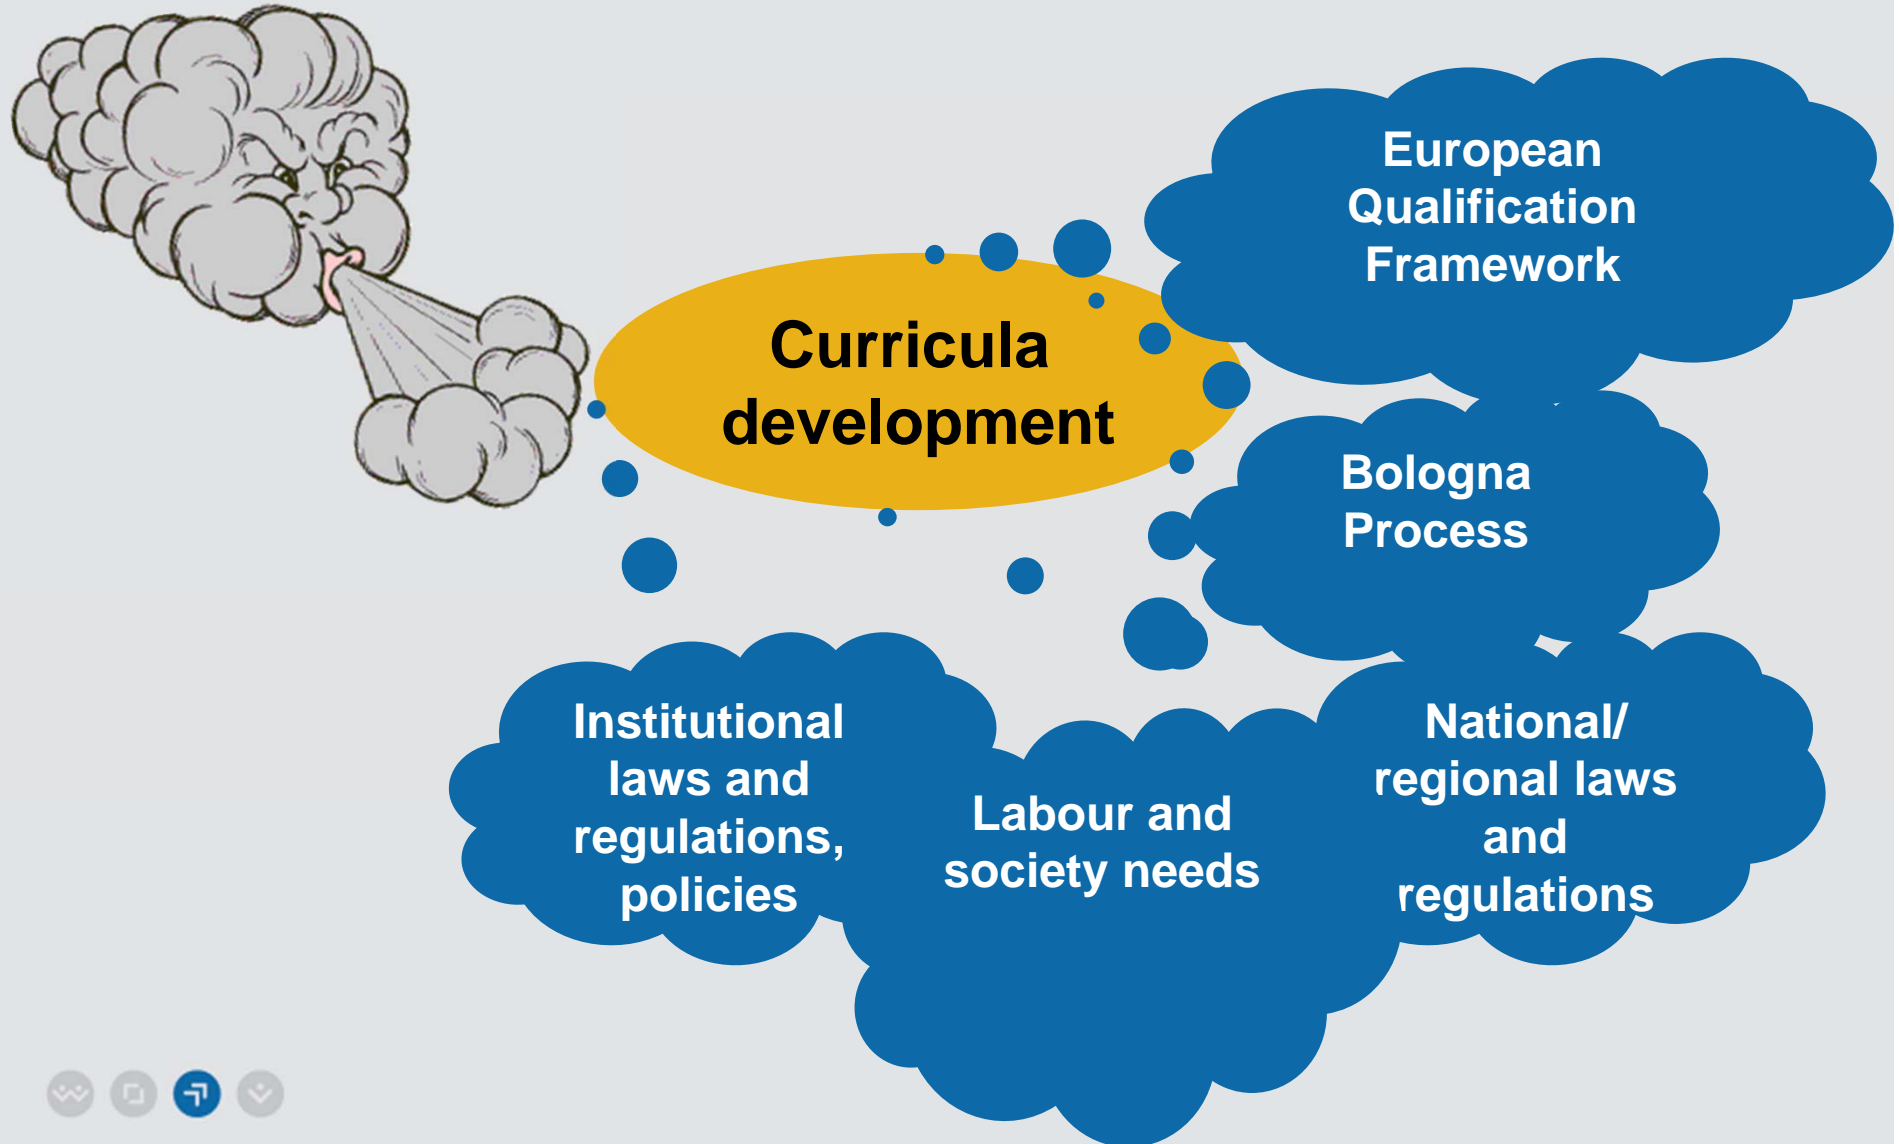 European
Qualification
Framework
Curricula
development
Bologna
Process
Institutional
laws and
regulations,
policies
Labour and
society needs
National/
regional laws
and
regulations